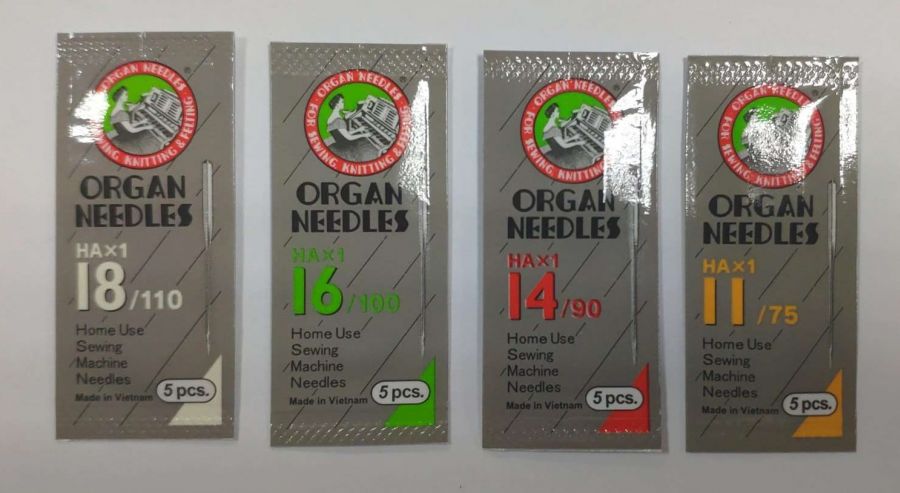 ORGAN NEEDLES
SEWING, KNITTING & FELTING
ORGAN
NEEDLES
HA×1
18/110
Home Use
Sewing
Machine
Needles
5 pcs.
Made in Vietnam
ORGAN NEEDLES
FOR SEWING, KNITTING & FELTING
ORGAN
NEEDLES
HA×1
16/100
Home Use
Sewing
Machine
Needles
5 pcs.
Made in Vietnam
ORGAN NEEDLES
FOR SEWING, KNITTING &
ORGAN
NEEDLES
HA×1
14/90
Home Use
Sewing
Machine
Needles
5 pcs.
Made in Vietnam
ORGAN NEEDLES
FOR SEWING, KNITTING & FELTING
ORGAN
NEEDLES
HA×1
11/75
Home Use
Sewing
Machine
Needles
5 pcs.
Made in Vietnam